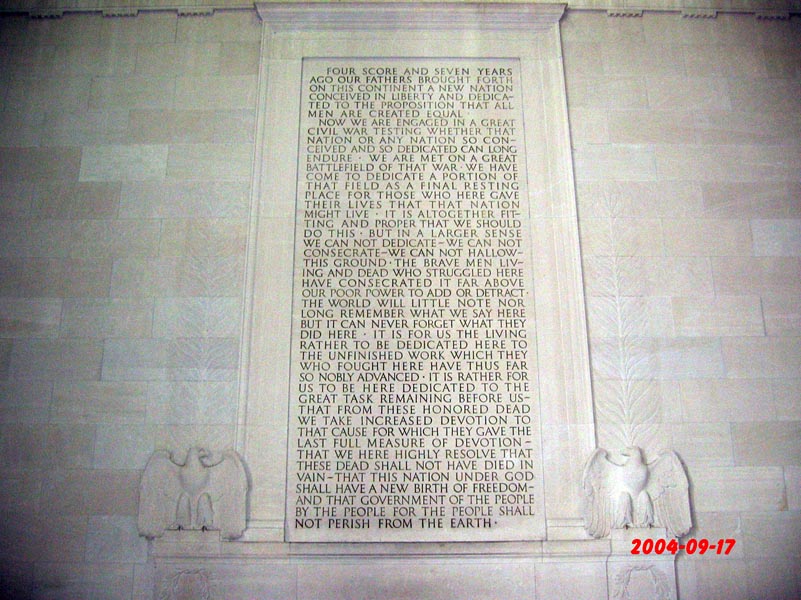 FOUR SCORE AND SEVEN YEARS
AGO OUR FATHERS BROUGHT FORTH
ON THIS CONTINENT A NEW NATION
CONCEIVED IN LIBERTY AND DEDICA-
TED TO THE PROPOSITION THAT ALL
MEN ARE CREATED EQUAL
NOW WE ARE ENGAGED IN A GREAT
CIVIL WAR TESTING WHETHER THAT
NATION OR ANY NATION SO CON-
CEIVED AND SO DEDICATED CAN LONG
ENDURE · WE ARE MET ON A GREAT
BATTLEFIELD OF THAT WAR · WE HAVE
COME TO DEDICATE A PORTION OF
THAT FIELD AS A FINAL RESTING
PLACE FOR THOSE WHO HERE GAVE
THEIR LIVES THAT THAT NATION
MIGHT LIVE · IT IS ALTOGETHER FIT-
TING AND PROPER THAT WE SHOULD
DO THIS · BUT IN A LARGER SENSE
WE CAN NOT DEDICATE–WE CAN NOT
CONSECRATE–WE CAN NOT HALLOW–
THIS GROUND · THE BRAVE MEN LIV-
ING AND DEAD WHO STRUGGLED HERE
HAVE CONSECRATED IT FAR ABOVE
OUR POOR POWER TO ADD OR DETRACT ·
THE WORLD WILL LITTLE NOTE NOR
LONG REMEMBER WHAT WE SAY HERE
BUT IT CAN NEVER FORGET WHAT THEY
DID HERE · IT IS FOR US THE LIVING
RATHER TO BE DEDICATED HERE TO
THE UNFINISHED WORK WHICH THEY
WHO FOUGHT HERE HAVE THUS FAR
SO NOBLY ADVANCED · IT IS RATHER FOR
US TO BE HERE DEDICATED TO THE
GREAT TASK REMAINING BEFORE US–
THAT FROM THESE HONORED DEAD
WE TAKE INCREASED DEVOTION TO
THAT CAUSE FOR WHICH THEY GAVE THE
LAST FULL MEASURE OF DEVOTION–
THAT WE HERE HIGHLY RESOLVE THAT
THESE DEAD SHALL NOT HAVE DIED IN
VAIN–THAT THIS NATION UNDER GOD
SHALL HAVE A NEW BIRTH OF FREEDOM–
AND THAT GOVERNMENT OF THE PEOPLE
BY THE PEOPLE FOR THE PEOPLE SHALL
NOT PERISH FROM THE EARTH ·
2004-09-17